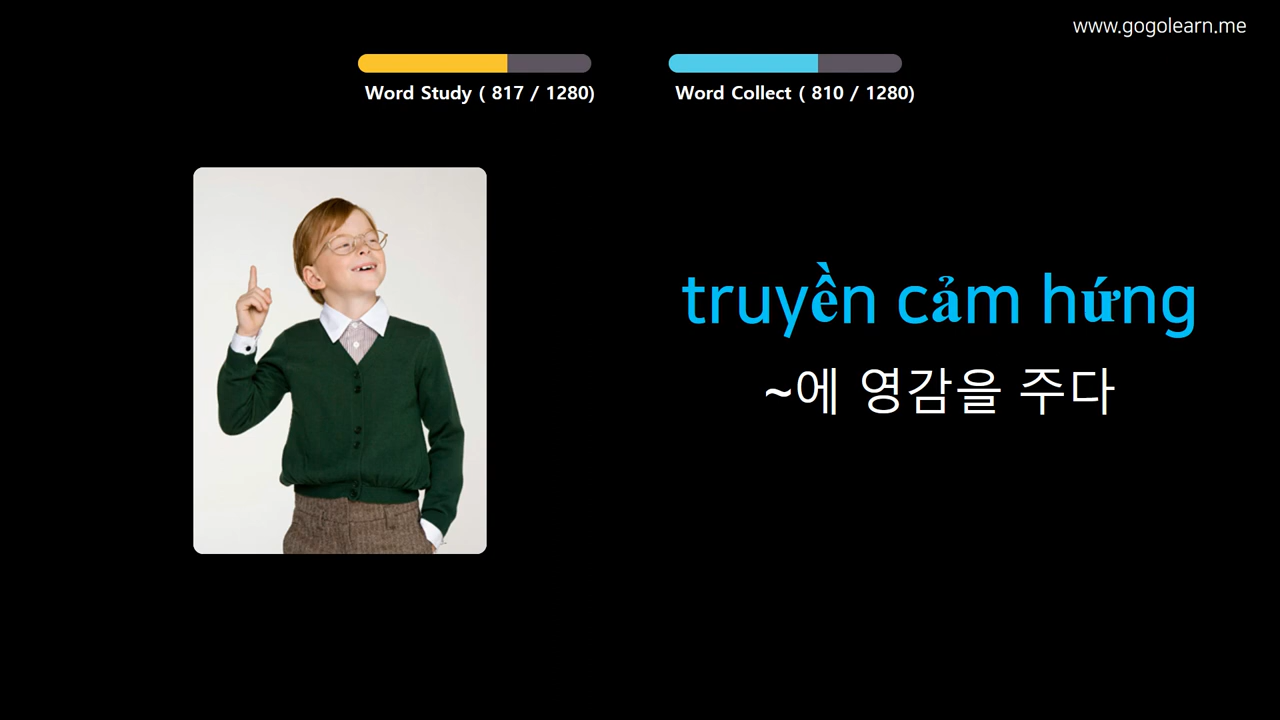 www.gogolearn.me
Word Study ( 817 / 1280)
Word Collect ( 810 / 1280)
truyền cảm hứng
~에 영감을 주다